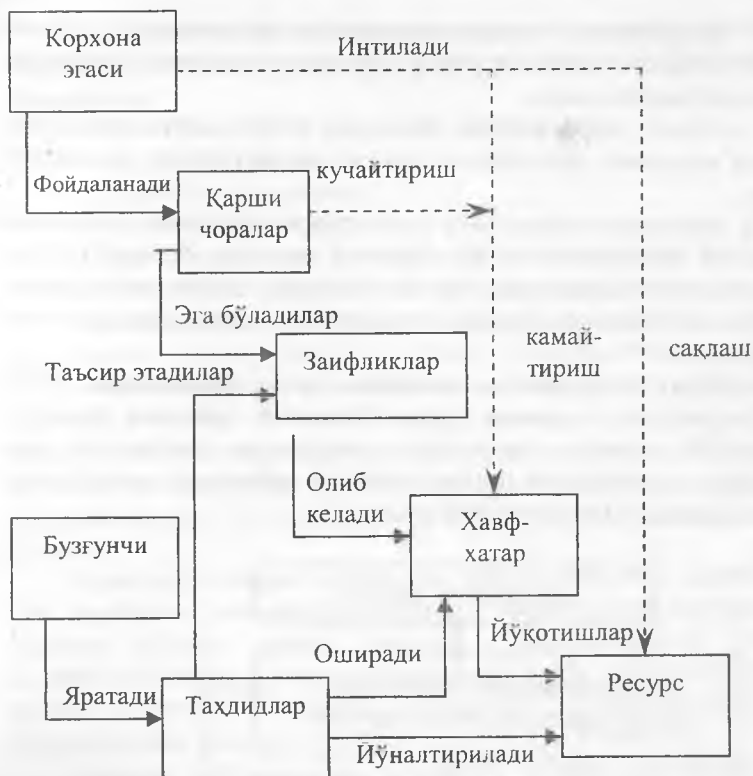 Корхона
эгаси
Интилади
Фойдаланади
Қарши
чоралар
кучайтириш
Эга бўладилар
Таъсир этадилар
Заифликлар
камай-
тириш
сақлаш
Олиб
келади
Хавф-
хатар
Бузғунчи
Оширади
Йўқотишлар
Яратади
Таҳдидлар
Ресурс
Йўналтирилади